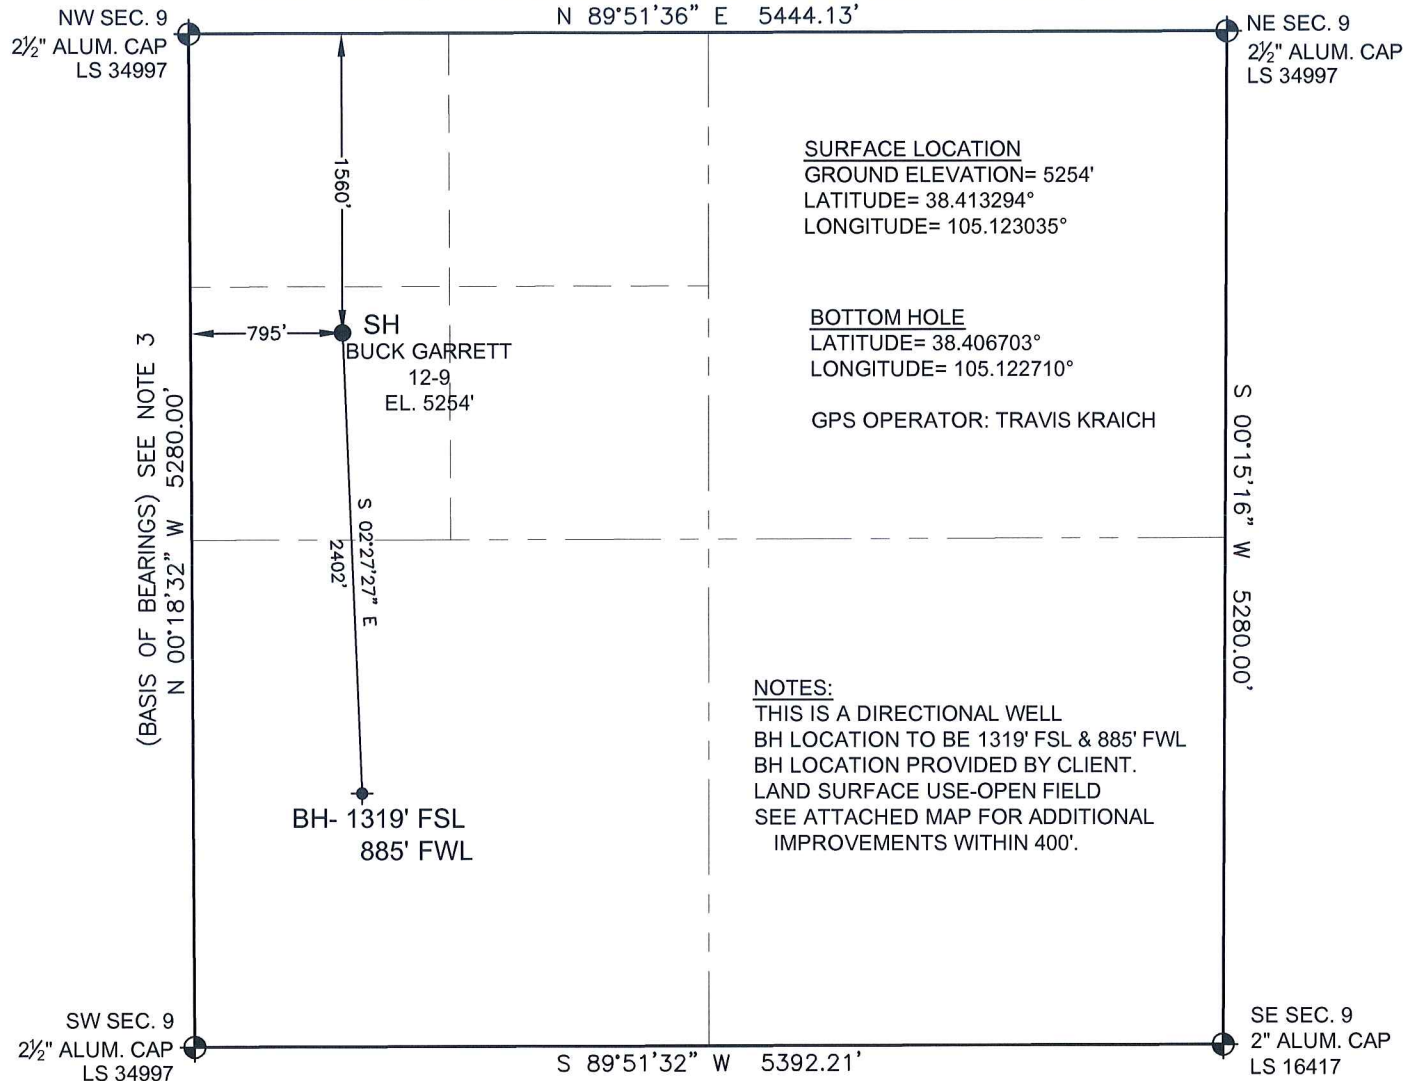 N 89°51'36" E 5444.13'
NW SEC. 9
2½" ALUM. CAP
LS 34997
NE SEC. 9
2½" ALUM. CAP
LS 34997
1560'
SURFACE LOCATION
GROUND ELEVATION= 5254'
LATITUDE= 38.413294°
LONGITUDE= 105.123035°
795'
SH
BUCK GARRETT
12-9
EL. 5254'
BOTTOM HOLE
LATITUDE= 38.406703°
LONGITUDE= 105.122710°
GPS OPERATOR: TRAVIS KRAICH
(BASIS OF BEARINGS) SEE NOTE 3
N 00°18'32" W 5280.00'
S 00°15'16" W 5280.00'
S 02°27'27" E
2402'
NOTES:
THIS IS A DIRECTIONAL WELL
BH LOCATION TO BE 1319' FSL & 885' FWL
BH LOCATION PROVIDED BY CLIENT.
LAND SURFACE USE-OPEN FIELD
SEE ATTACHED MAP FOR ADDITIONAL
IMPROVEMENTS WITHIN 400'.
BH- 1319' FSL
885' FWL
SW SEC. 9
2½" ALUM. CAP
LS 34997
S 89°51'32" W 5392.21'
SE SEC. 9
2" ALUM. CAP
LS 16417